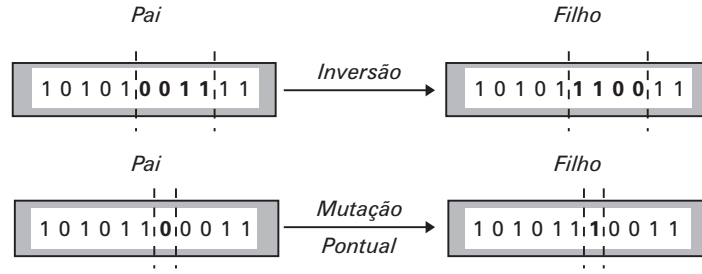 Pai Filho
1 0 1 0 1 0 0 1 1 1 1 Inversão 1 0 1 0 1 1 1 0 0 1 1
Pai Filho
1 0 1 0 1 1 0 0 0 1 1 Mutação 1 0 1 0 1 1 1 0 0 1 1
Pontual